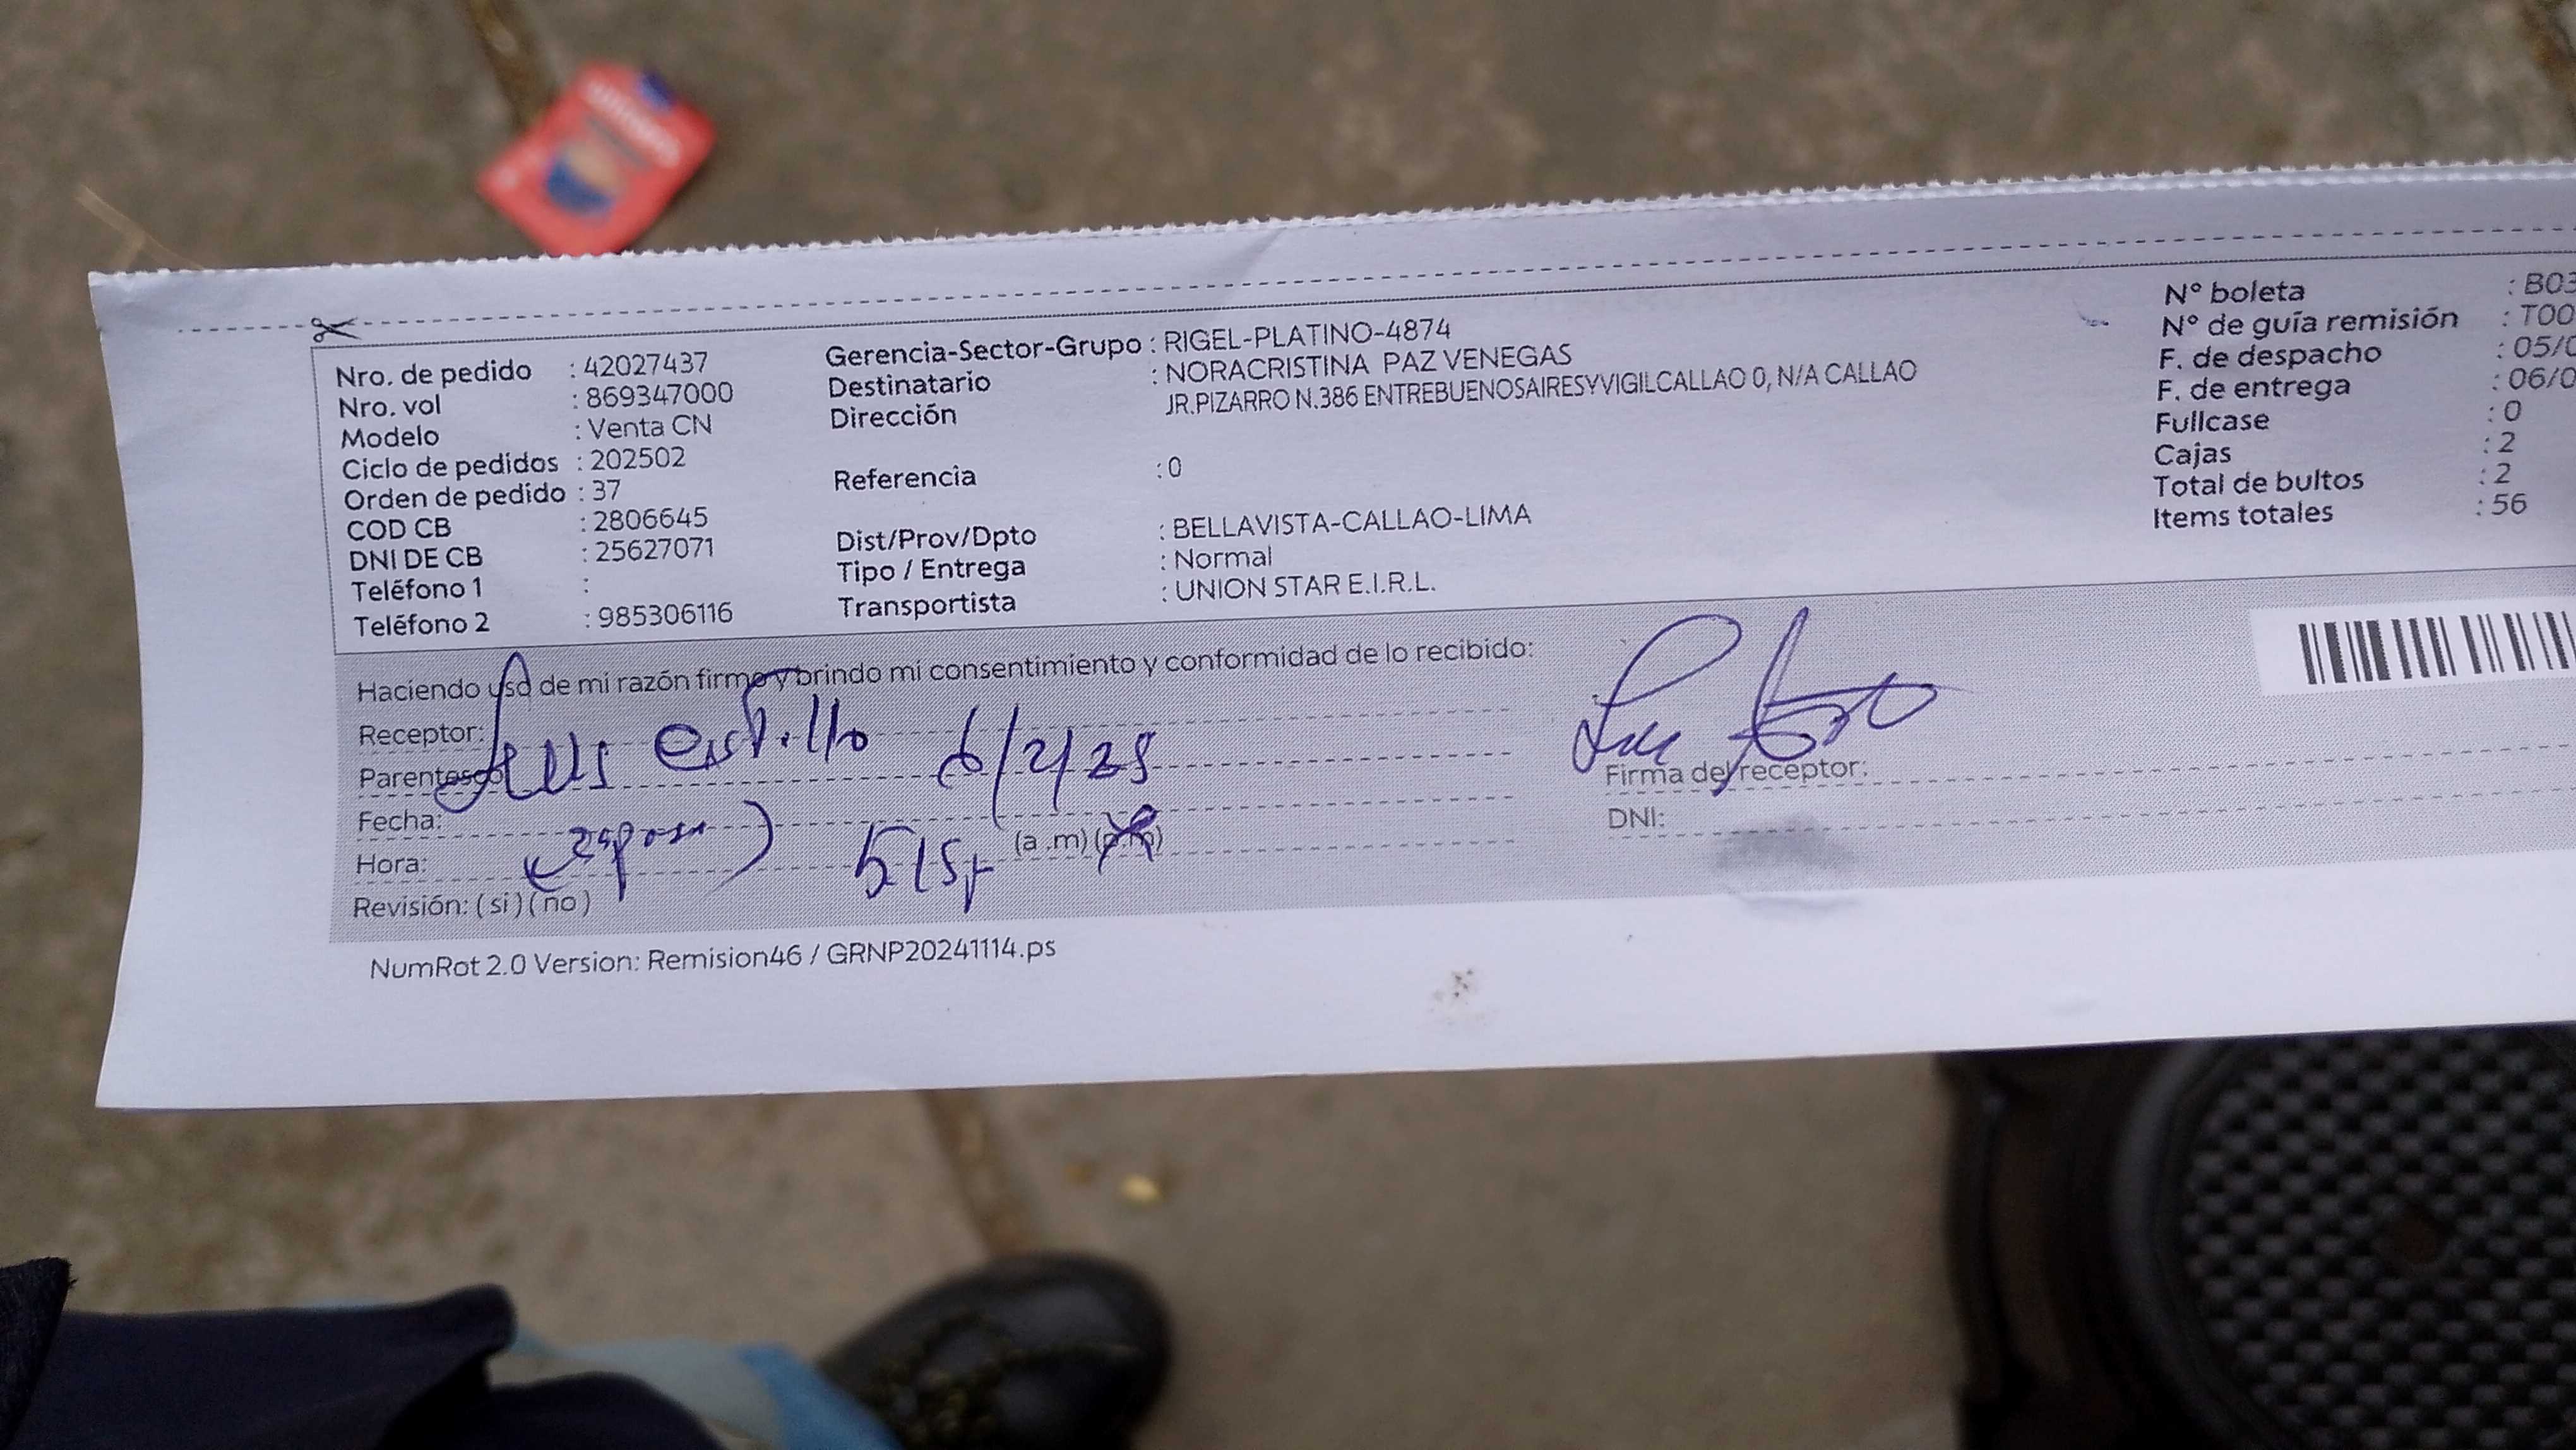 Nro. de pedido : 42027437
Nro. vol : 869347000
Modelo : Venta CN
Ciclo de pedidos : 202502
Orden de pedido : 37
COD CB : 2806645
DNI DE CB : 25627071
Teléfono 1 :
Teléfono 2 : 985306116
Gerencia-Sector-Grupo : RIGEL-PLATINO-4874
Destinatario : NORACRISTINA PAZ VENEGAS
Dirección JR.PIZARRO N.386 ENTREBUENOSAIRESYVIGILCALLAO 0, N/A CALLAO
Referencia : 0
Dist/Prov/Dpto : BELLAVISTA-CALLAO-LIMA
Tipo / Entrega : Normal
Transportista : UNION STAR E.I.R.L.
N° boleta : B03
N° de guía remisión : T00
F. de despacho : 05/0
F. de entrega : 06/0
Fullcase : 0
Cajas : 2
Total de bultos : 2
Items totales : 56
Haciendo uso de mi razón firmo y brindo mi consentimiento y conformidad de lo recibido:
Receptor:
Parentesco
6/2/25
Fecha:
Hora: (esposo) 515 (a .m) (p.m)
Revisión: ( si ) ( no )
Firma del receptor:
DNI:
NumRot 2.0 Version: Remision46 / GRNP20241114.ps